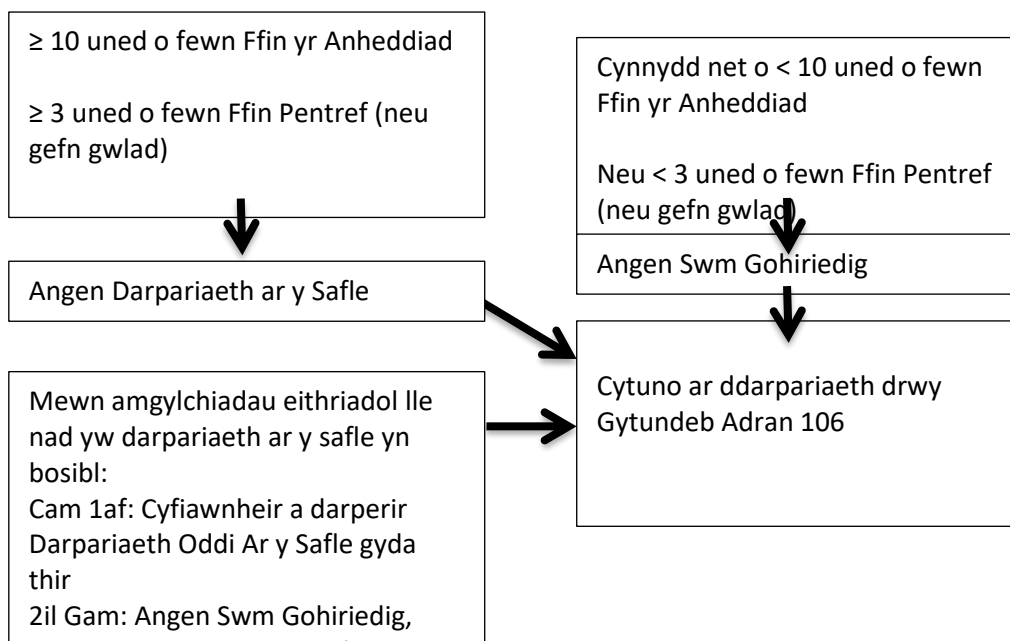 ≥ 10 uned o fewn Ffin yr Anheddiad
≥ 3 uned o fewn Ffin Pentref (neu
gefn gwlad)
Cynnydd net o < 10 uned o fewn
Ffin yr Anheddiad
Neu < 3 uned o fewn Ffin Pentref
(neu gefn gwlad)
Angen Darpariaeth ar y Safle
Angen Swm Gohiriedig
Mewn amgylchiadau eithriadol lle
nad yw darpariaeth ar y safle yn
bosibl:
Cam 1af: Cyfiawnheir a darperir
Darpariaeth Oddi Ar y Safle gyda
thir
2il Gam: Angen Swm Gohiriedig,
Cytuno ar ddarpariaeth drwy
Gytundeb Adran 106